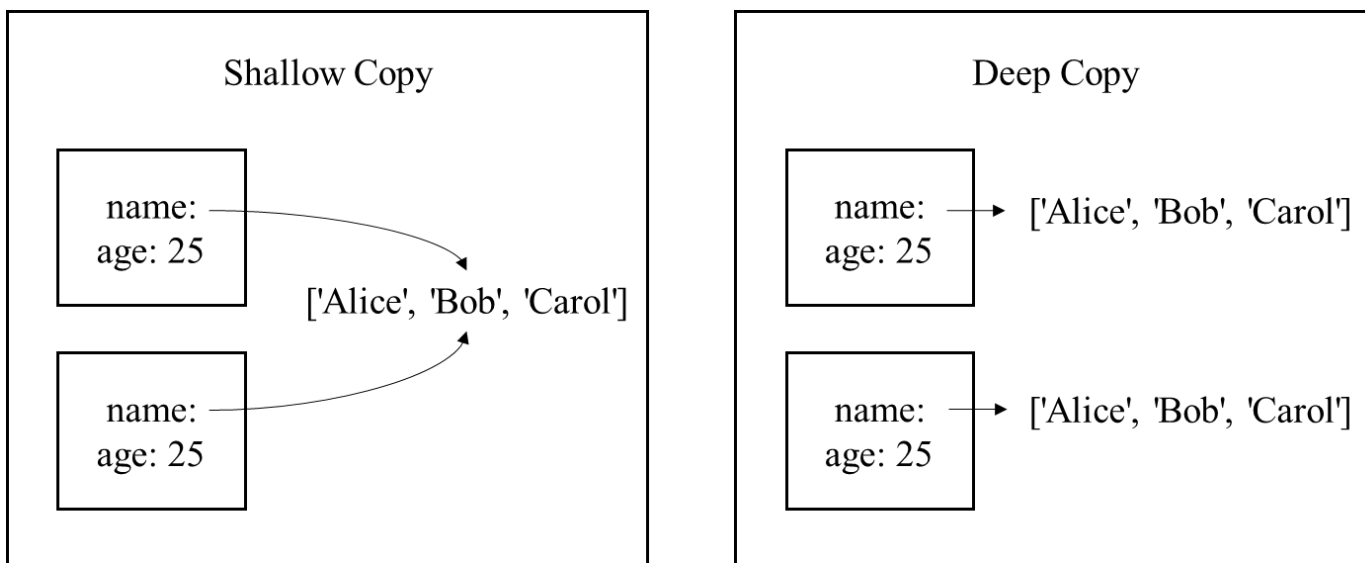 Shallow Copy
name:
age: 25
['Alice', 'Bob', 'Carol']
name:
age: 25
Deep Copy
name:
age: 25
['Alice', 'Bob', 'Carol']
name:
age: 25
['Alice', 'Bob', 'Carol']